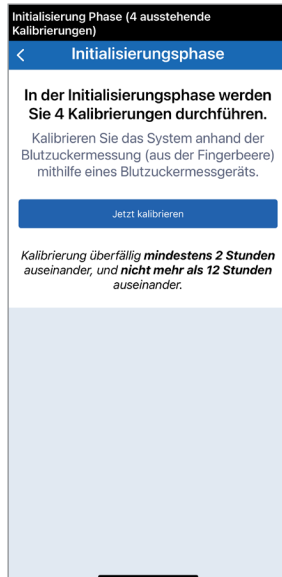 Initialisierung Phase (4 ausstehende
Kalibrierungen)
Initialisierungsphase
In der Initialisierungsphase werden
Sie 4 Kalibrierungen durchführen.
Kalibrieren Sie das System anhand der
Blutzuckermessung (aus der Fingerbeere)
mithilfe eines Blutzuckermessgeräts.
Jetzt kalibrieren
Kalibrierung überfällig mindestens 2 Stunden
auseinander, und nicht mehr als 12 Stunden
auseinander.